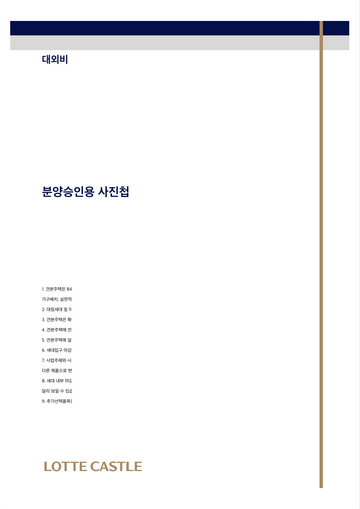 대외비
분양승인용 사진첩
1. 견본주택은 84
가구배치, 실면적
2. 대칭세대 및
3. 견본주택은 확
4. 견본주택에 전
5. 견본주택에 설
6. 세대입구 마감
7. 사업주체와 시
다른 제품으로 변
8. 세대 내부 마감
달리 보일 수 있습
9. 추가선택품목(
LOTTE CASTLE